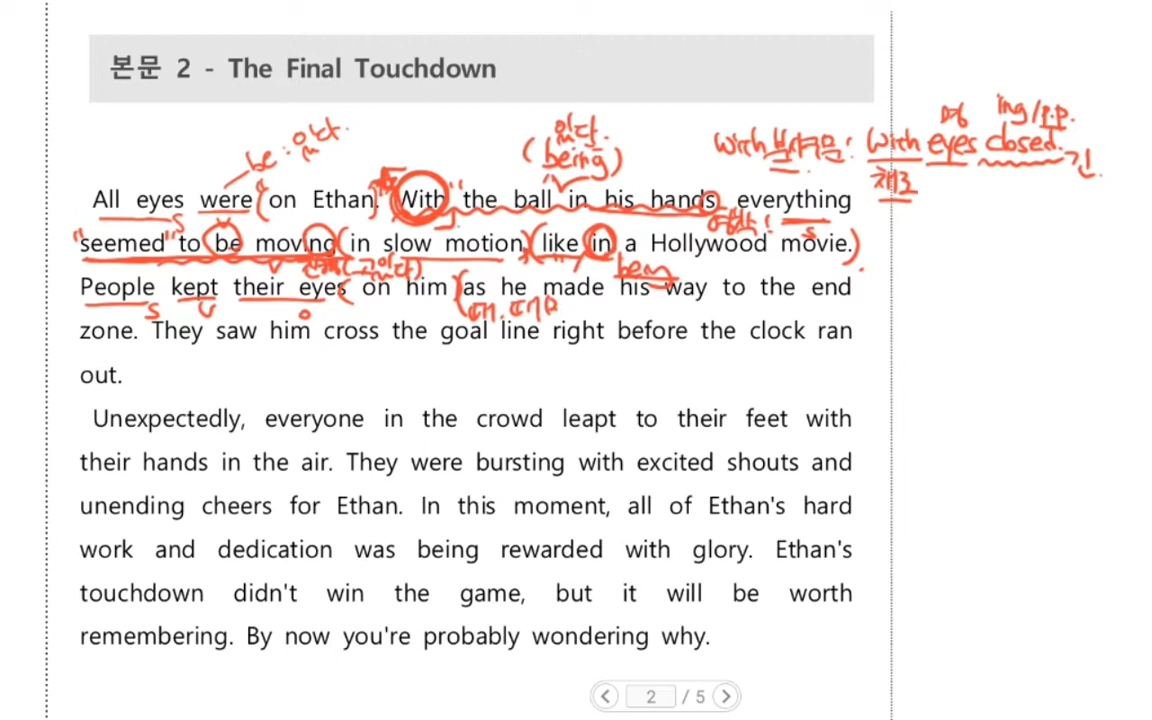 본문 2 - The Final Touchdown
be : 있다.
있다.
( being )
with 분사구문! with eyes closed.
ing / p.p.
채로
All eyes were on Ethan. With the ball in his hands everything
S
seemed to be moving in slow motion, like in a Hollywood movie.
being
People kept their eyes on him as he made his way to the end
S V O
zone. They saw him cross the goal line right before the clock ran
out.
Unexpectedly, everyone in the crowd leapt to their feet with
their hands in the air. They were bursting with excited shouts and
unending cheers for Ethan. In this moment, all of Ethan's hard
work and dedication was being rewarded with glory. Ethan's
touchdown didn't win the game, but it will be worth
remembering. By now you're probably wondering why.
2 / 5